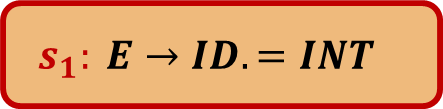 s₁: E → ID. = INT